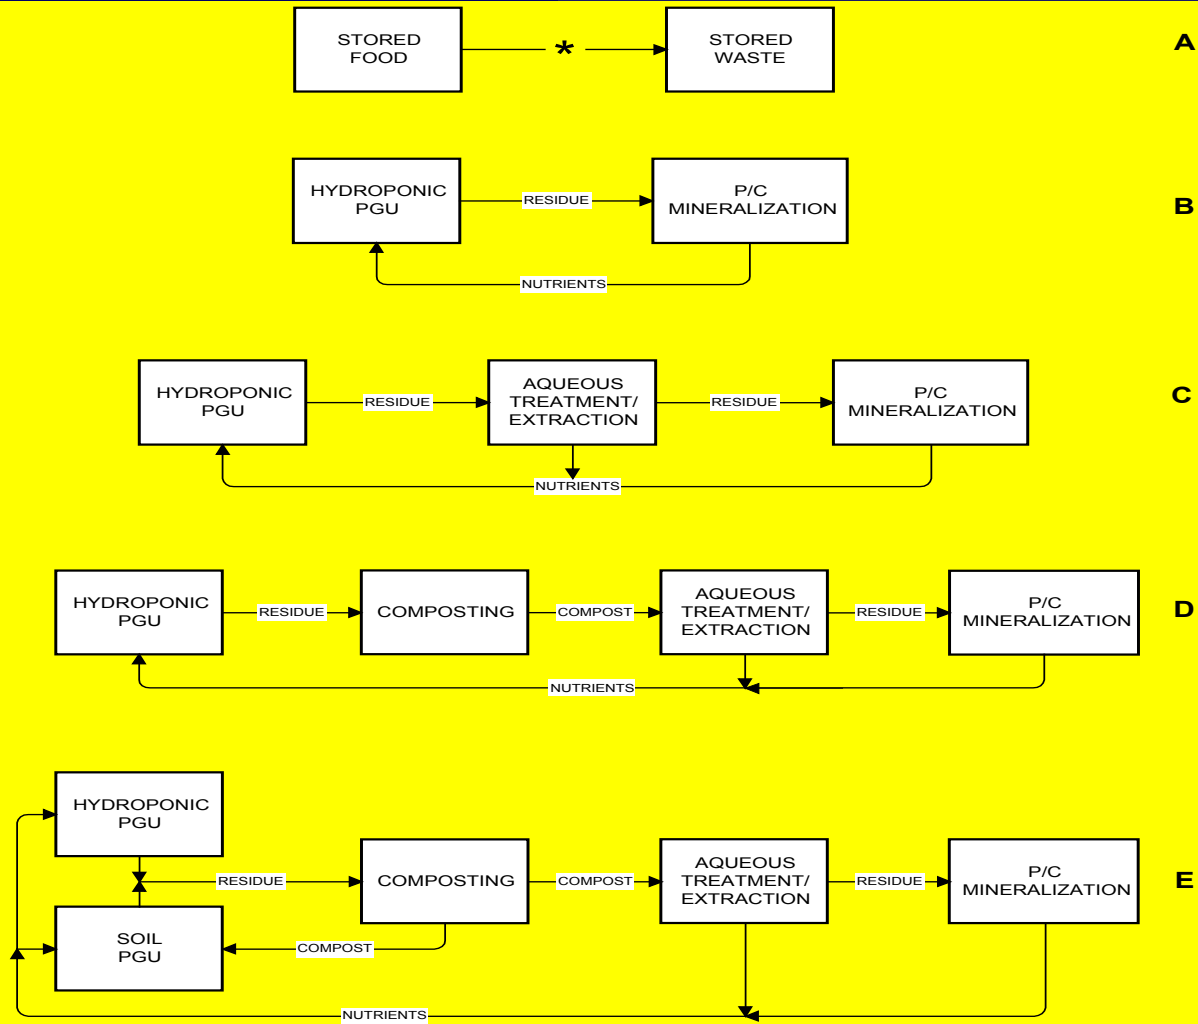 STORED
FOOD
*
STORED
WASTE
A
HYDROPONIC
PGU
RESIDUE
P/C
MINERALIZATION
B
NUTRIENTS
HYDROPONIC
PGU
RESIDUE
AQUEOUS
TREATMENT/
EXTRACTION
RESIDUE
P/C
MINERALIZATION
C
NUTRIENTS
HYDROPONIC
PGU
RESIDUE
COMPOSTING
COMPOST
AQUEOUS
TREATMENT/
EXTRACTION
RESIDUE
P/C
MINERALIZATION
D
NUTRIENTS
HYDROPONIC
PGU
RESIDUE
COMPOSTING
COMPOST
AQUEOUS
TREATMENT/
EXTRACTION
RESIDUE
P/C
MINERALIZATION
E
SOIL
PGU
COMPOST
NUTRIENTS